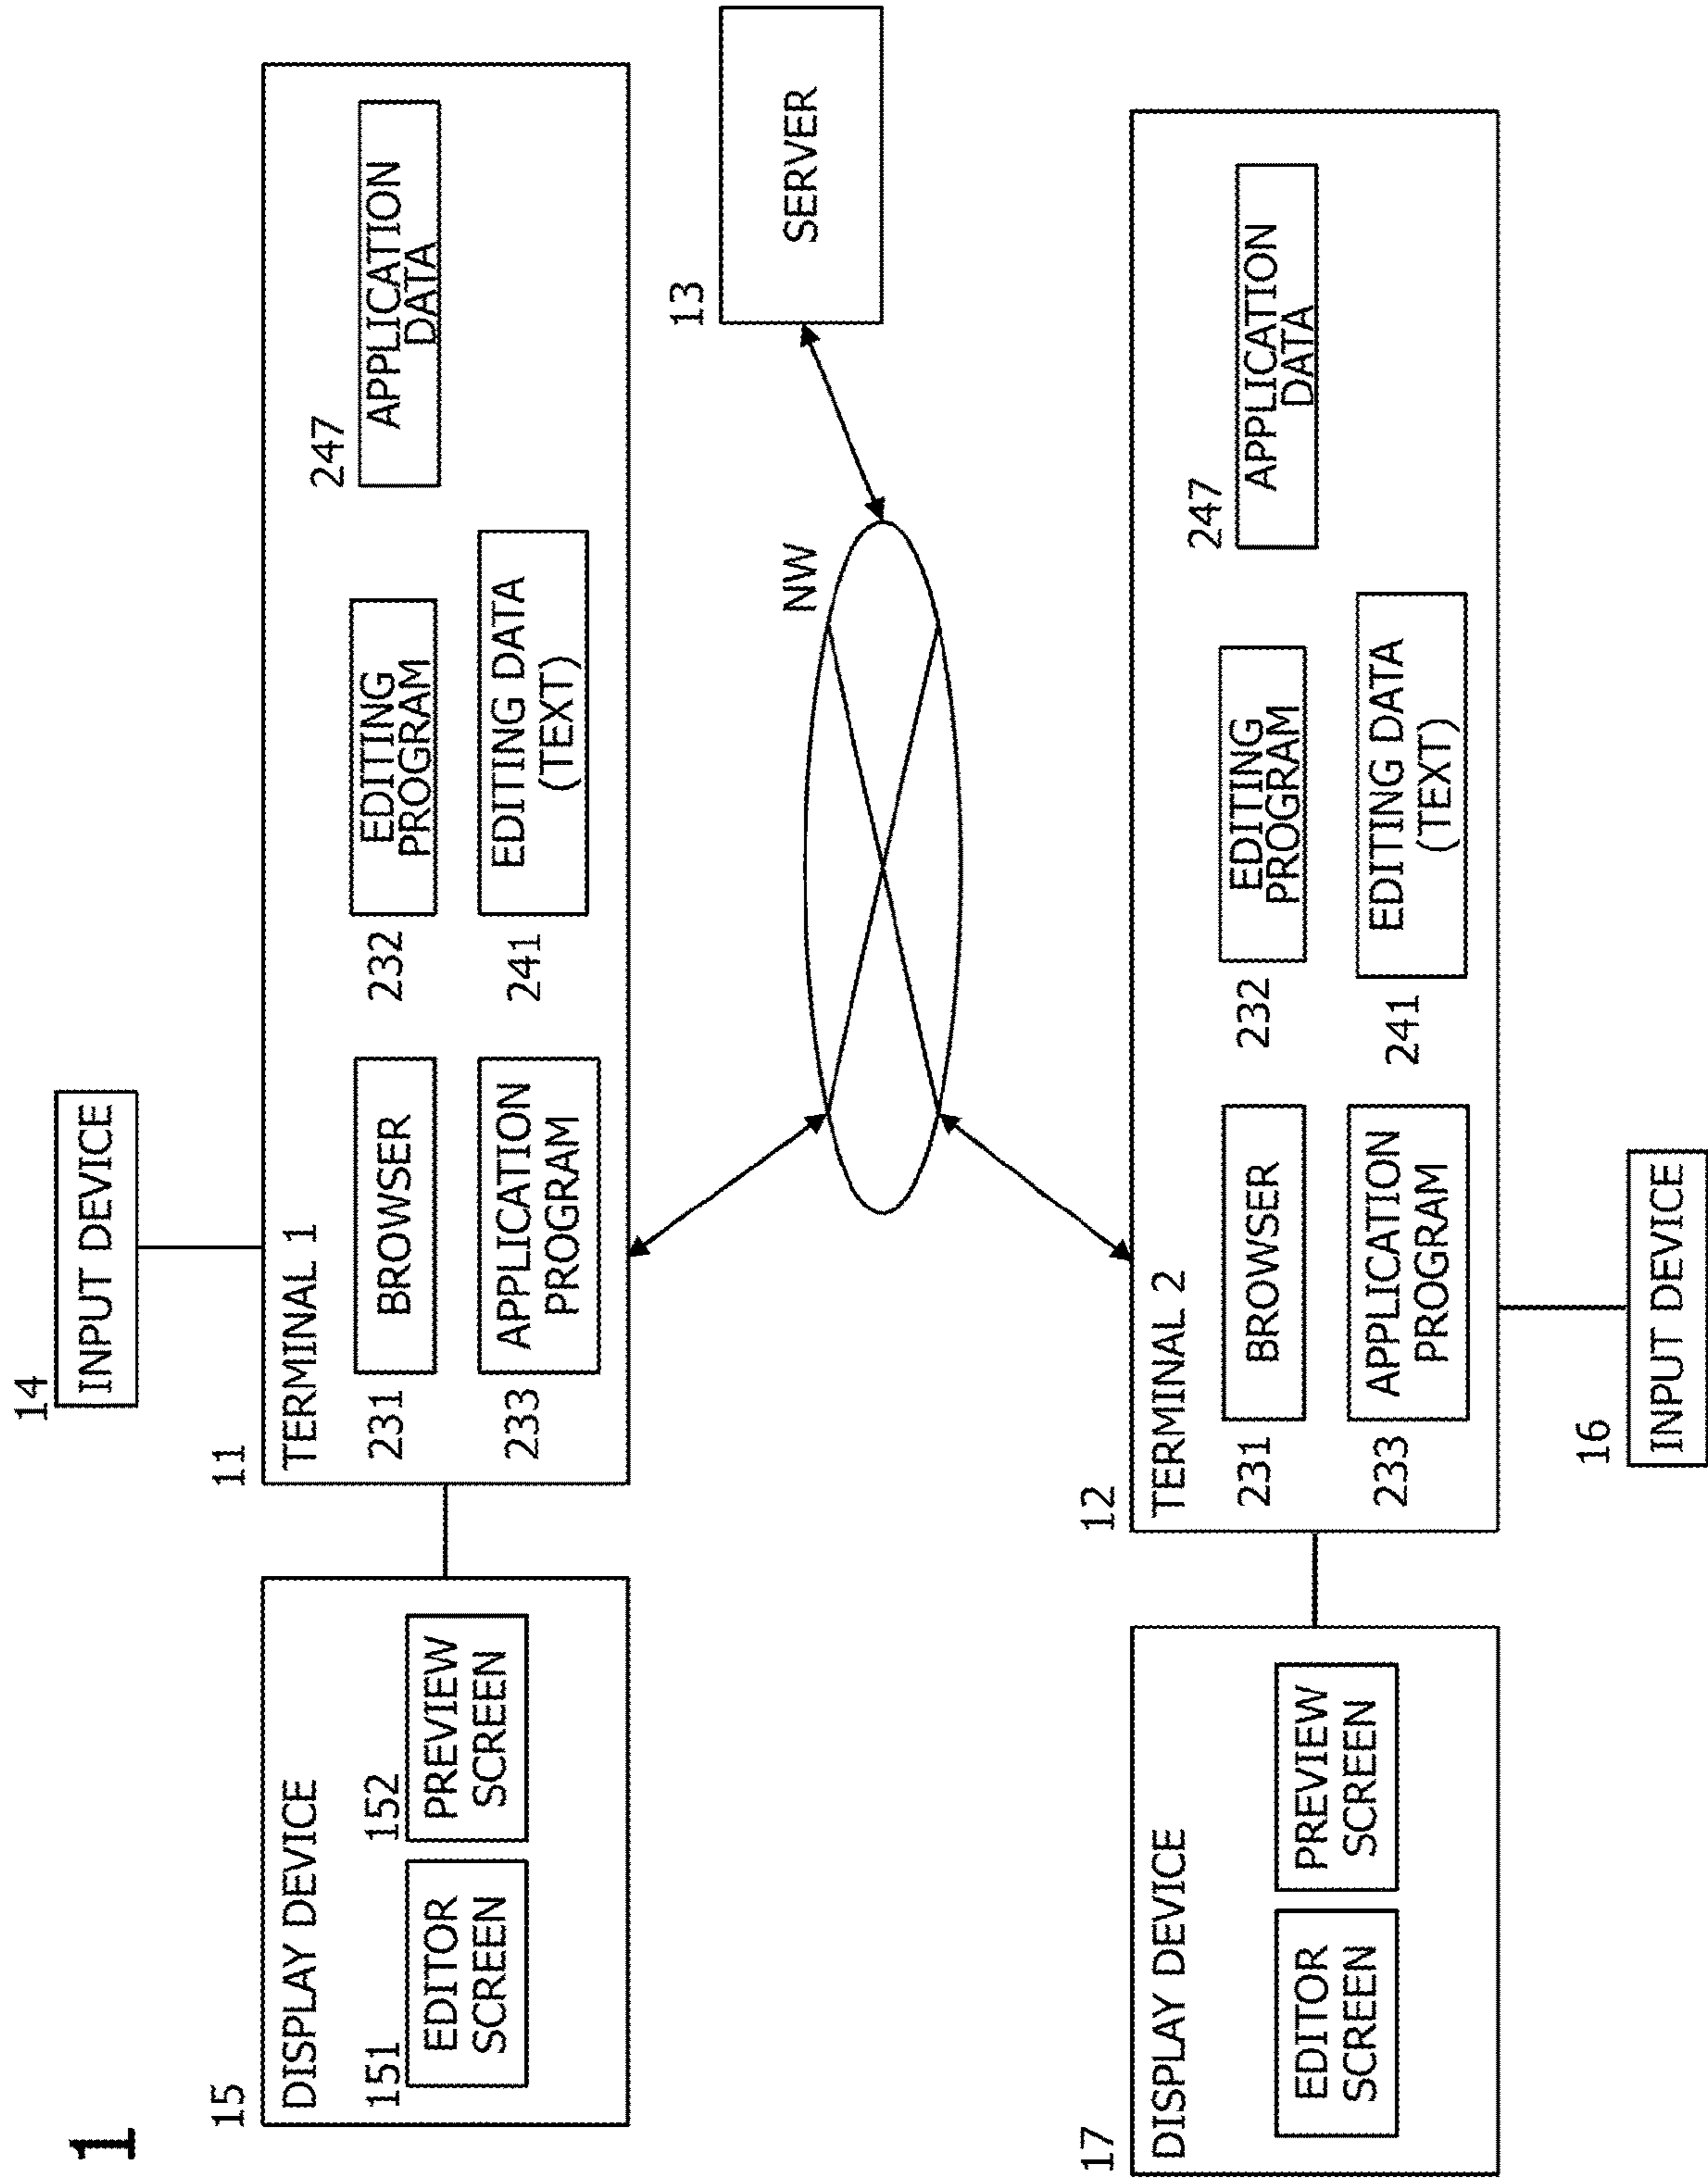 1
14
INPUT DEVICE
15
DISPLAY DEVICE
151
EDITOR
SCREEN
152
PREVIEW
SCREEN
11
TERMINAL 1
231
BROWSER
232
EDITING
PROGRAM
247
APPLICATION
DATA
233
APPLICATION
PROGRAM
241
EDITING DATA
(TEXT)
NW
13
SERVER
17
DISPLAY DEVICE
EDITOR
SCREEN
PREVIEW
SCREEN
12
TERMINAL 2
231
BROWSER
232
EDITING
PROGRAM
247
APPLICATION
DATA
233
APPLICATION
PROGRAM
241
EDITING DATA
(TEXT)
16
INPUT DEVICE